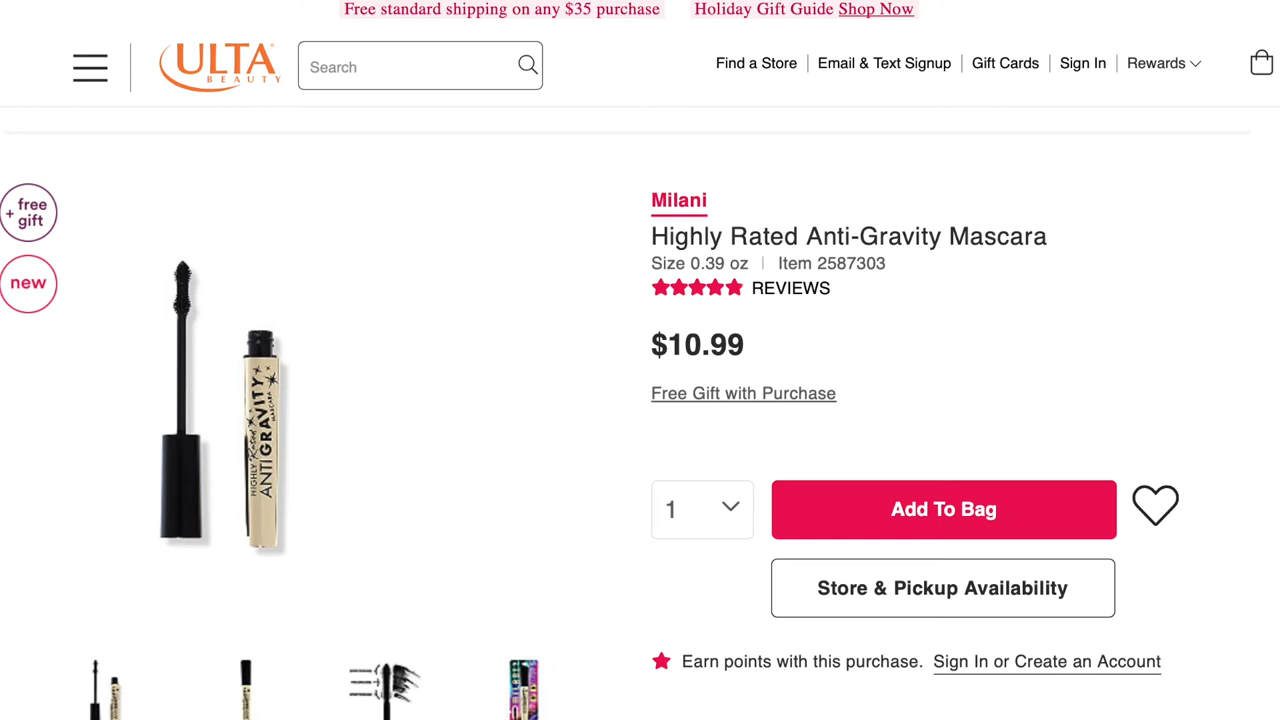 Free standard shipping on any $35 purchase
Holiday Gift Guide Shop Now
ULTA
BEAUTY
Search
Find a Store
Email & Text Signup
Gift Cards
Sign In
Rewards
+ free
gift
new
Milani
Highly Rated Anti-Gravity Mascara
Size 0.39 oz
Item 2587303
REVIEWS
$10.99
Free Gift with Purchase
HIGHLY Rated
ANTIGRAVITY
MASCARA
1
Add To Bag
Store & Pickup Availability
Earn points with this purchase. Sign In or Create an Account